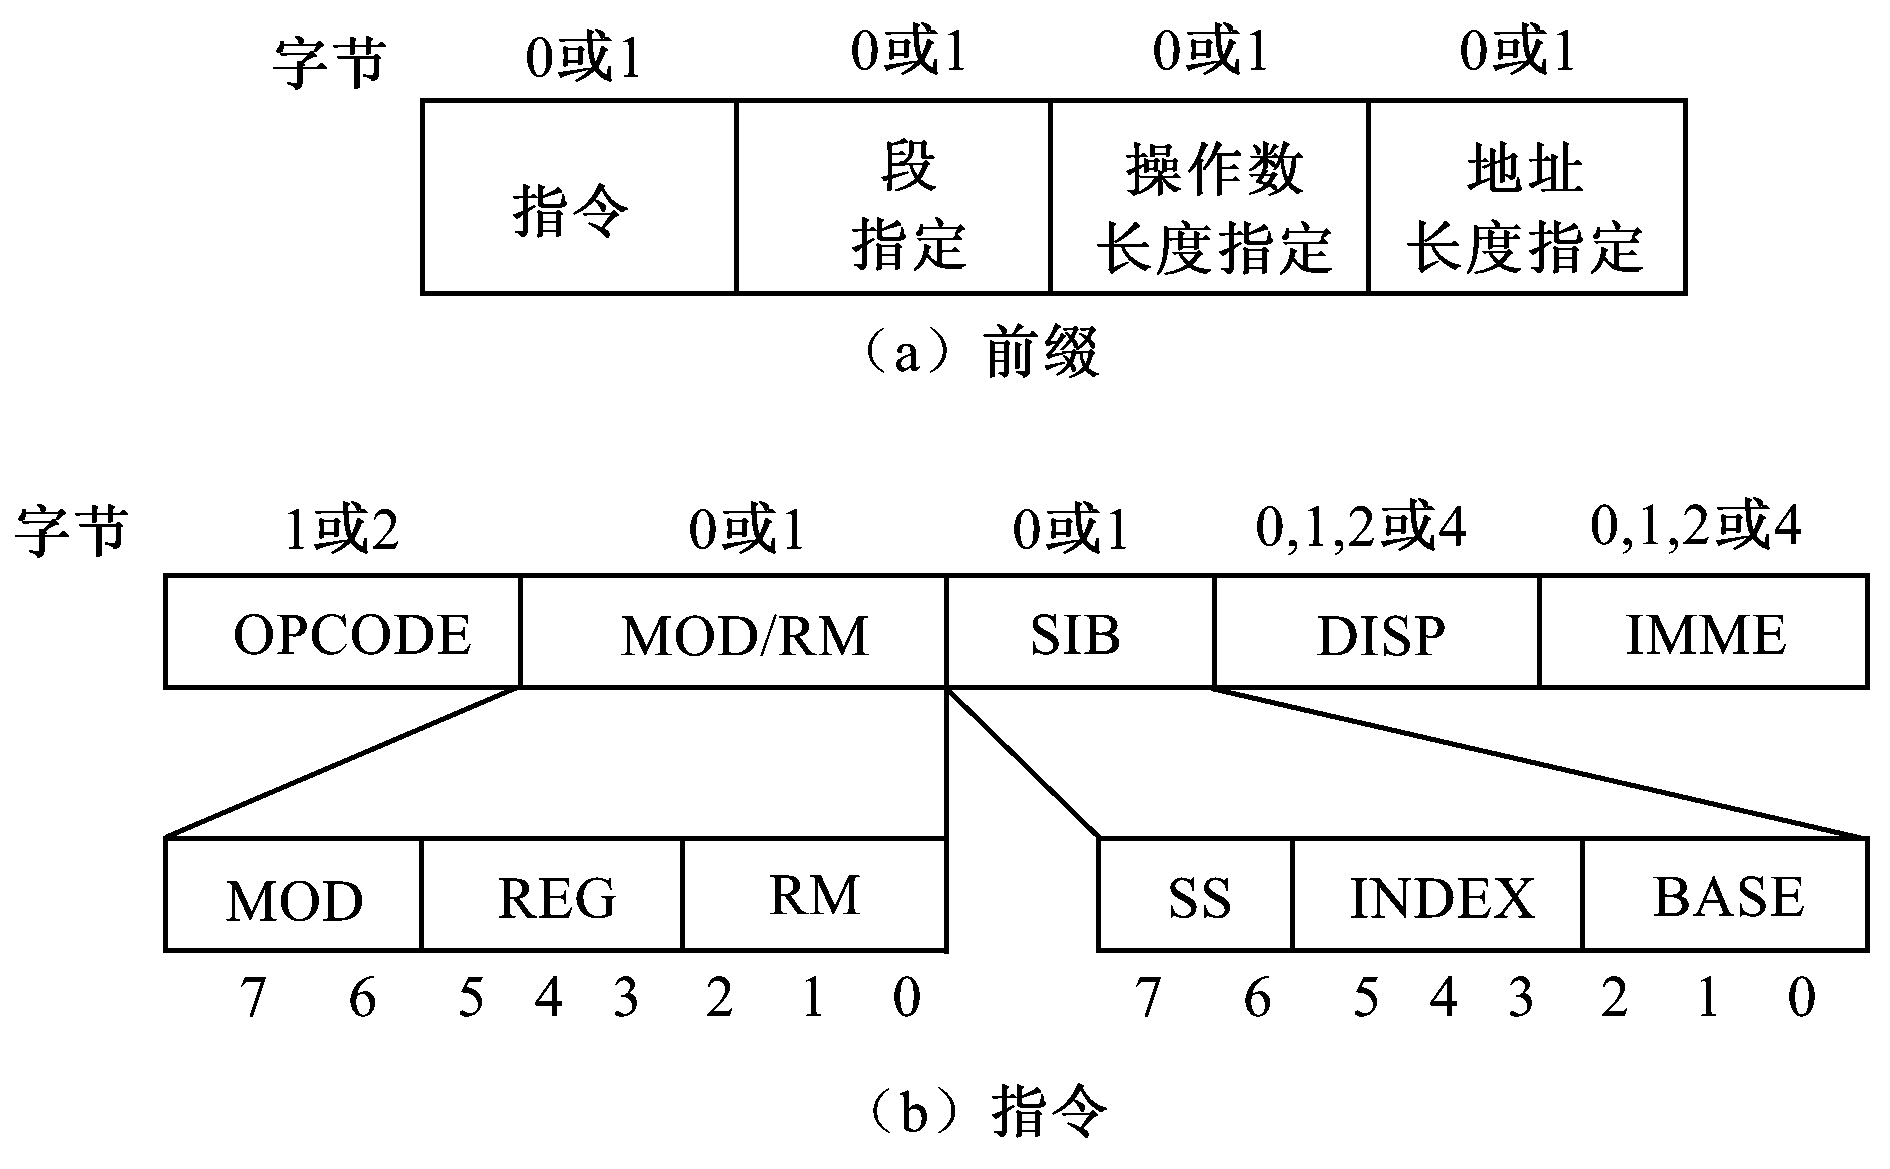 字节 0或1 0或1 0或1 0或1
指令 段指定 操作数长度指定 地址长度指定
（a）前缀
字节 1或2 0或1 0或1 0,1,2或4 0,1,2或4
OPCODE MOD/RM SIB DISP IMME
MOD REG RM SS INDEX BASE
7 6 5 4 3 2 1 0 7 6 5 4 3 2 1 0
（b）指令